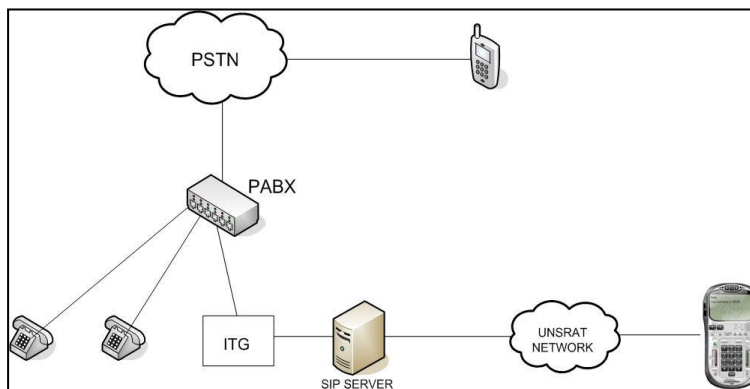 PSTN
PABX
ITG
SIP SERVER
UNSRAT
NETWORK